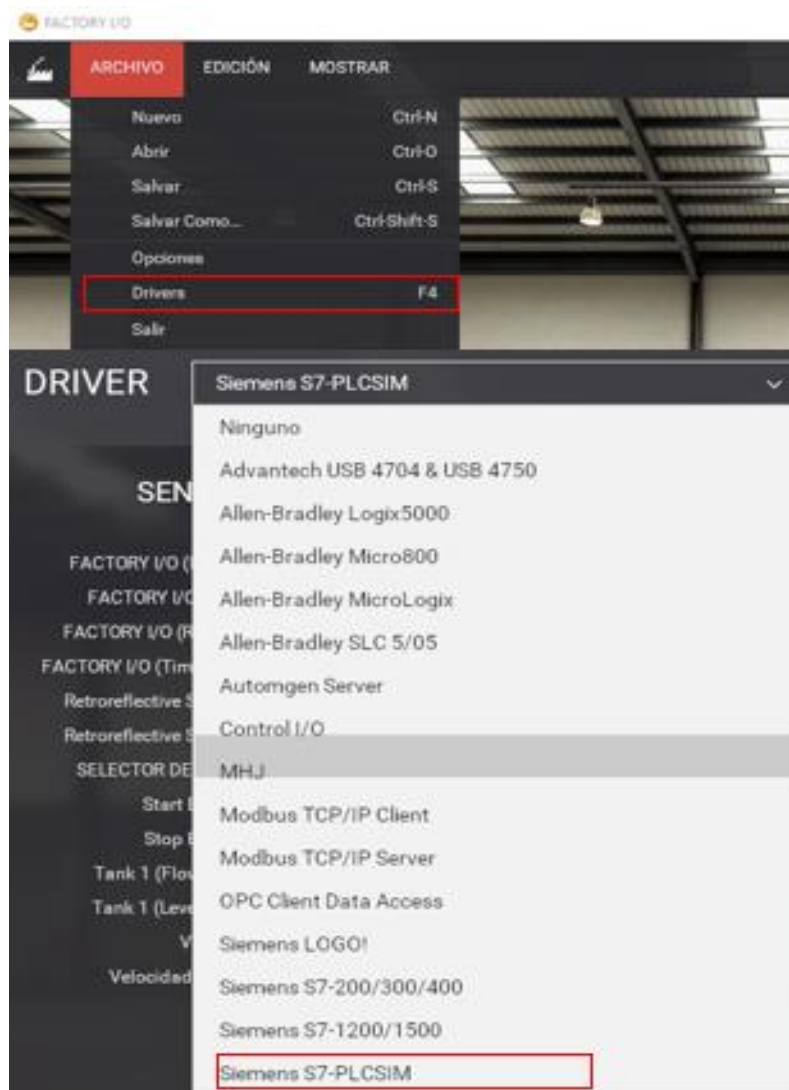 FACTORY I/O
ARCHIVO EDICIÓN MOSTRAR
Nuevo Ctrl-N
Abrir Ctrl-O
Salvar Ctrl-S
Salvar Como... Ctrl-Shift-S
Opciones
Drivers F4
Salir
DRIVER Siemens S7-PLCSIM
Ninguno
Advantech USB 4704 & USB 4750
SEN
Allen-Bradley Logix5000
FACTORY I/O (
Allen-Bradley Micro800
FACTORY I/O
Allen-Bradley MicroLogix
FACTORY I/O (R
Allen-Bradley SLC 5/05
FACTORY I/O (Tim
Automgen Server
Retroreflective S
Control I/O
Retroreflective S
SELECTOR DE
MHJ
Start
Modbus TCP/IP Client
Stop
Modbus TCP/IP Server
Tank 1 (Flow
OPC Client Data Access
Tank 1 (Leve
Siemens LOGO!
V
Siemens S7-200/300/400
Velocidad
Siemens S7-1200/1500
Siemens S7-PLCSIM